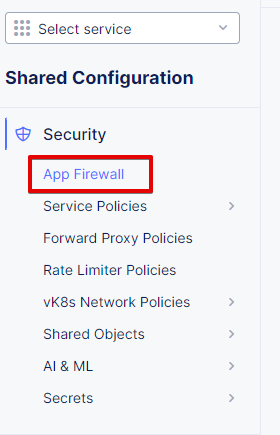 Select service
Shared Configuration
Security
App Firewall
Service Policies
Forward Proxy Policies
Rate Limiter Policies
vK8s Network Policies
Shared Objects
AI & ML
Secrets